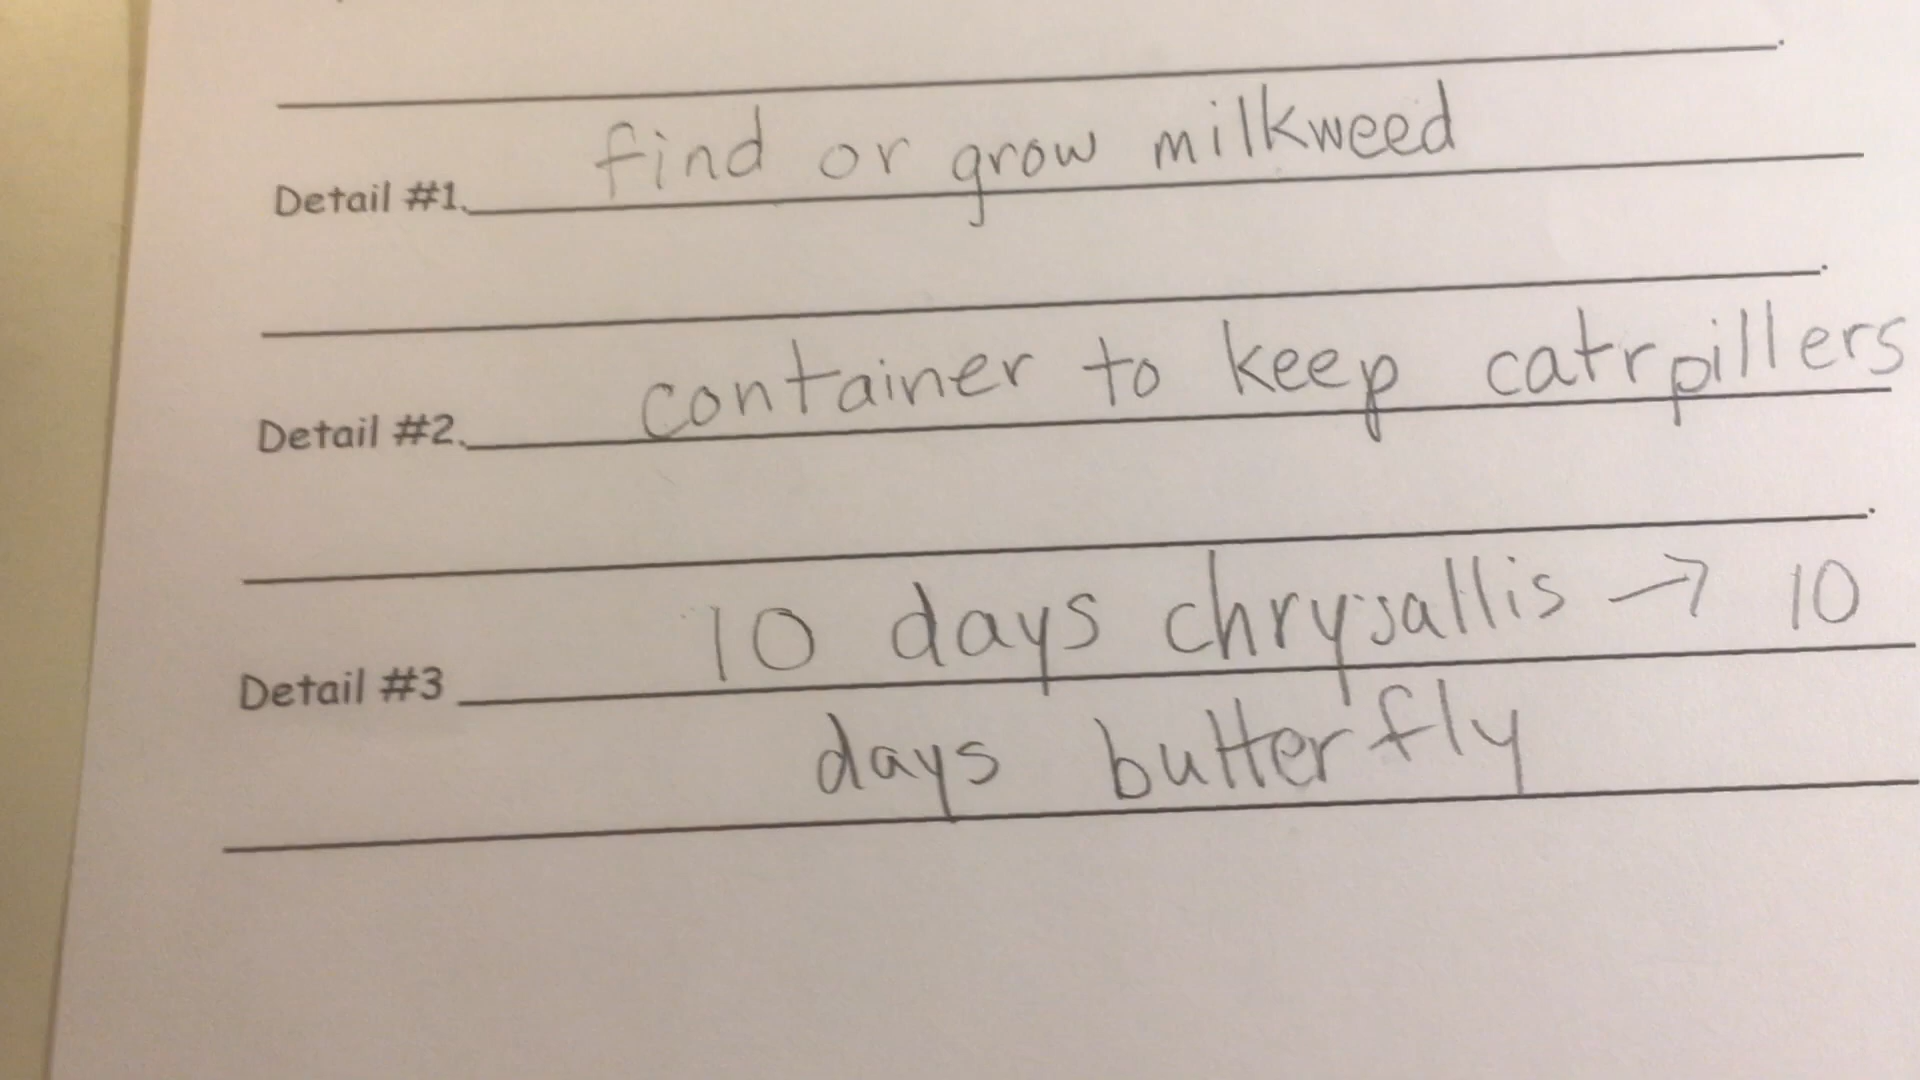 Detail #1. find or grow milkweed
Detail #2. container to keep catrpillers
Detail #3 10 days chrysallis → 10
days butterfly